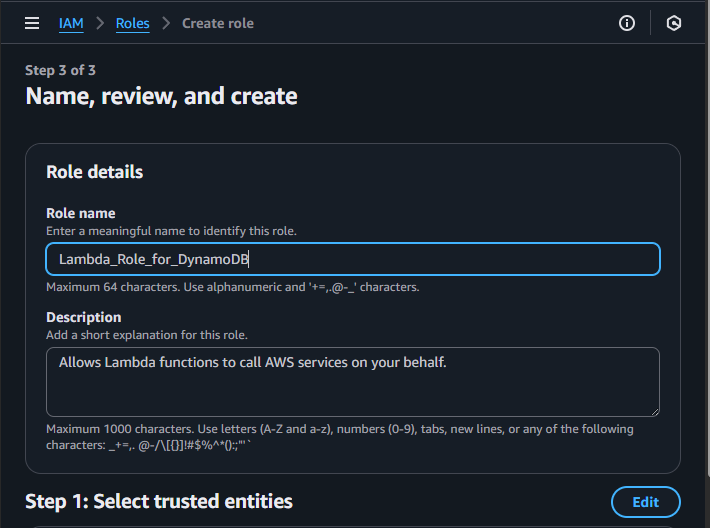 IAM > Roles > Create role
Step 3 of 3
Name, review, and create
Role details
Role name
Enter a meaningful name to identify this role.
Lambda_Role_for_DynamoDB
Maximum 64 characters. Use alphanumeric and '+=,.@-_' characters.
Description
Add a short explanation for this role.
Allows Lambda functions to call AWS services on your behalf.
Maximum 1000 characters. Use letters (A-Z and a-z), numbers (0-9), tabs, new lines, or any of the following
characters: _+=,. @-/\[{}]!#$%^*();:"'`
Step 1: Select trusted entities
Edit